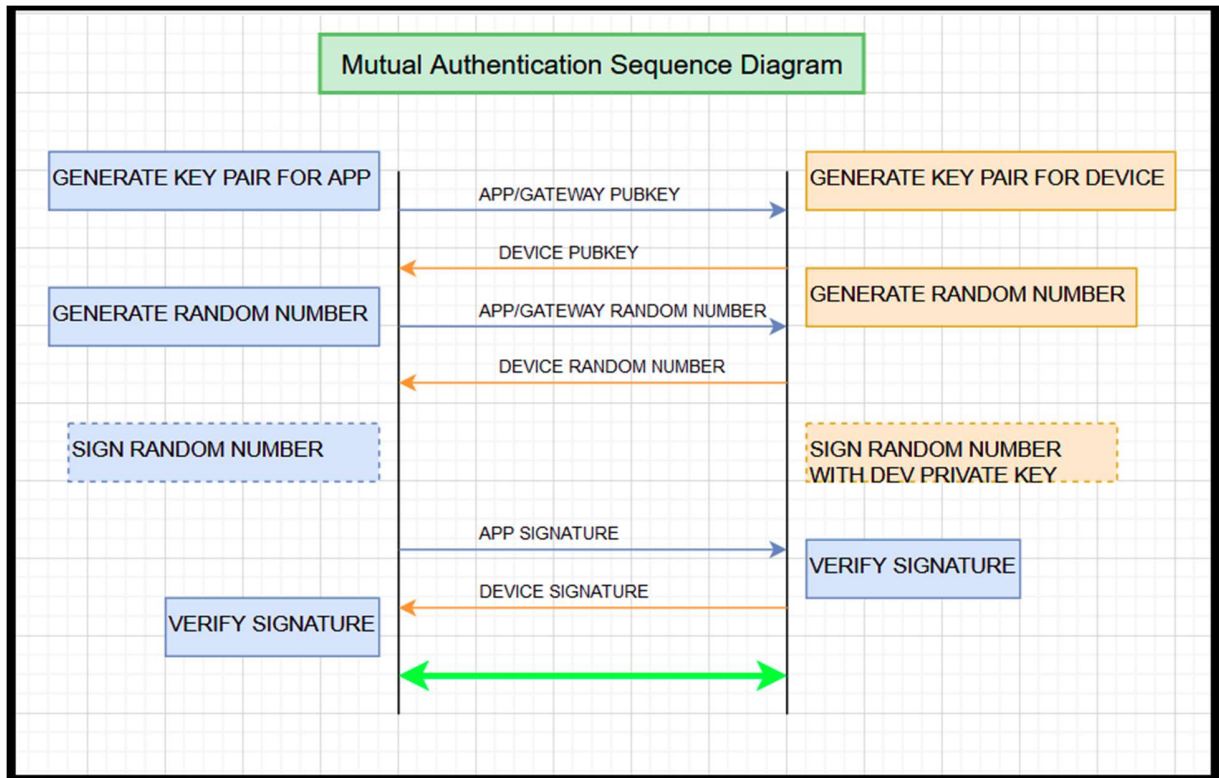 Mutual Authentication Sequence Diagram
GENERATE KEY PAIR FOR APP
GENERATE KEY PAIR FOR DEVICE
APP/GATEWAY PUBKEY
DEVICE PUBKEY
GENERATE RANDOM NUMBER
GENERATE RANDOM NUMBER
APP/GATEWAY RANDOM NUMBER
DEVICE RANDOM NUMBER
SIGN RANDOM NUMBER
SIGN RANDOM NUMBER
WITH DEV PRIVATE KEY
APP SIGNATURE
VERIFY SIGNATURE
DEVICE SIGNATURE
VERIFY SIGNATURE